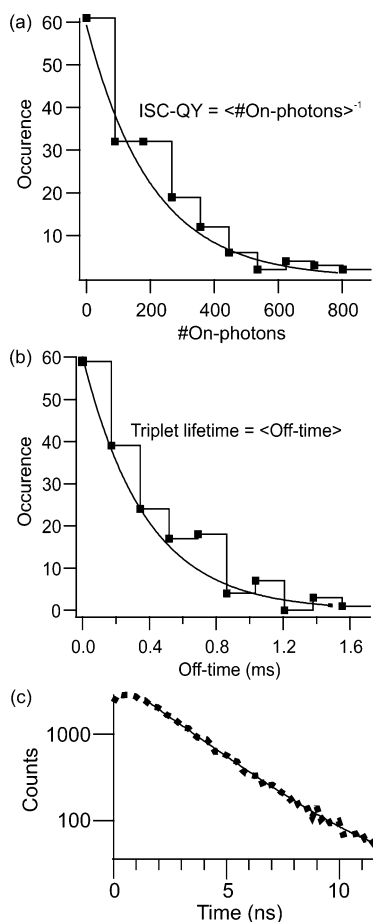 (a)
60
50
40
30
20
10
Occurence
ISC-QY = <#On-photons>⁻¹
0 200 400 600 800
#On-photons
(b)
60
50
40
30
20
10
0
Occurence
Triplet lifetime = <Off-time>
0.0 0.4 0.8 1.2 1.6
Off-time (ms)
(c)
1000
100
Counts
0 5 10
Time (ns)